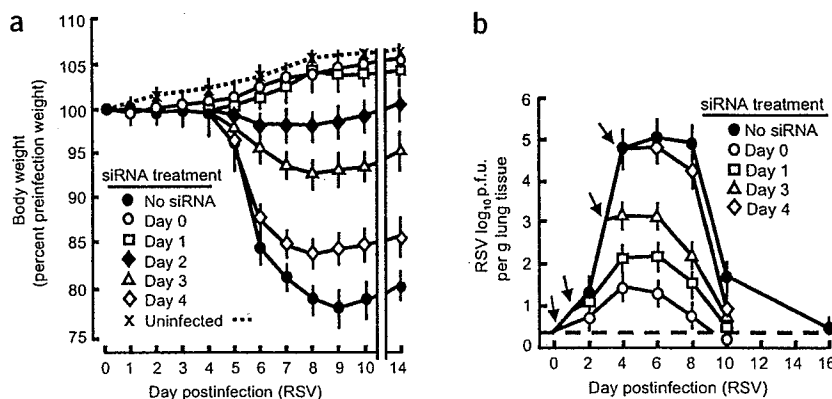 a
110
105
100
95
90
85
80
75
Body weight
(percent preinfection weight)
siRNA treatment
No siRNA
Day 0
Day 1
Day 2
Day 3
Day 4
Uninfected
0 1 2 3 4 5 6 7 8 9 10 14
Day postinfection (RSV)
b
6
5
4
3
2
1
0
RSV log10 p.f.u.
per g lung tissue
siRNA treatment
No siRNA
Day 0
Day 1
Day 3
Day 4
0 2 4 6 8 10 12 14 16
Day postinfection (RSV)